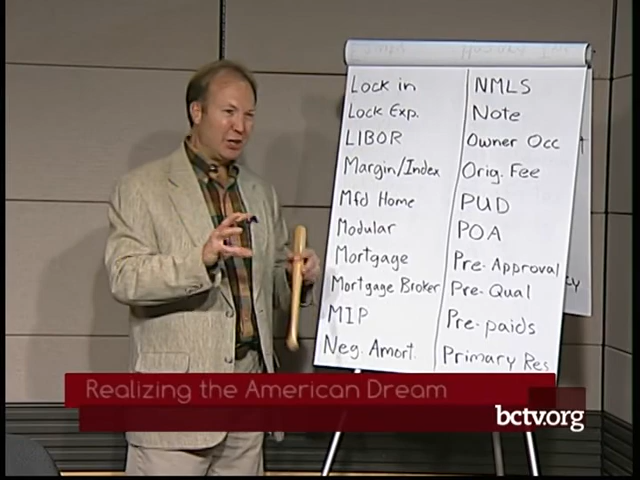 Lock in
Lock Exp.
LIBOR
Margin/Index
Mfd Home
Modular
Mortgage
Mortgage Broker
MIP
Neg. Amort.
NMLS
Note
Owner Occ
Orig. Fee
PUD
POA
Pre-Approval
Pre-Qual
Pre-paids
Primary Res
Realizing the American Dream
bctv.org